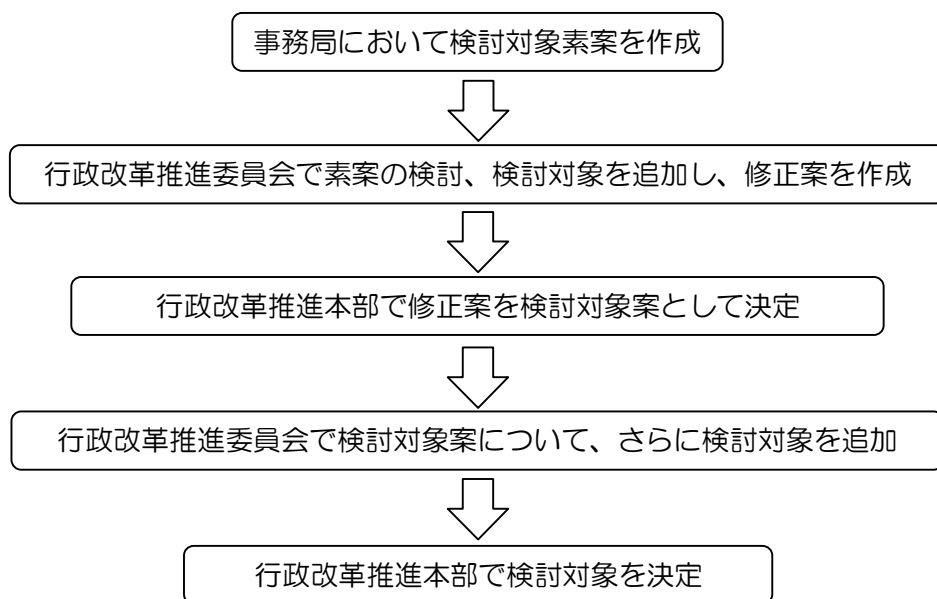 事務局において検討対象素案を作成
行政改革推進委員会で素案の検討、検討対象を追加し、修正案を作成
行政改革推進本部で修正案を検討対象案として決定
行政改革推進委員会で検討対象案について、さらに検討対象を追加
行政改革推進本部で検討対象を決定